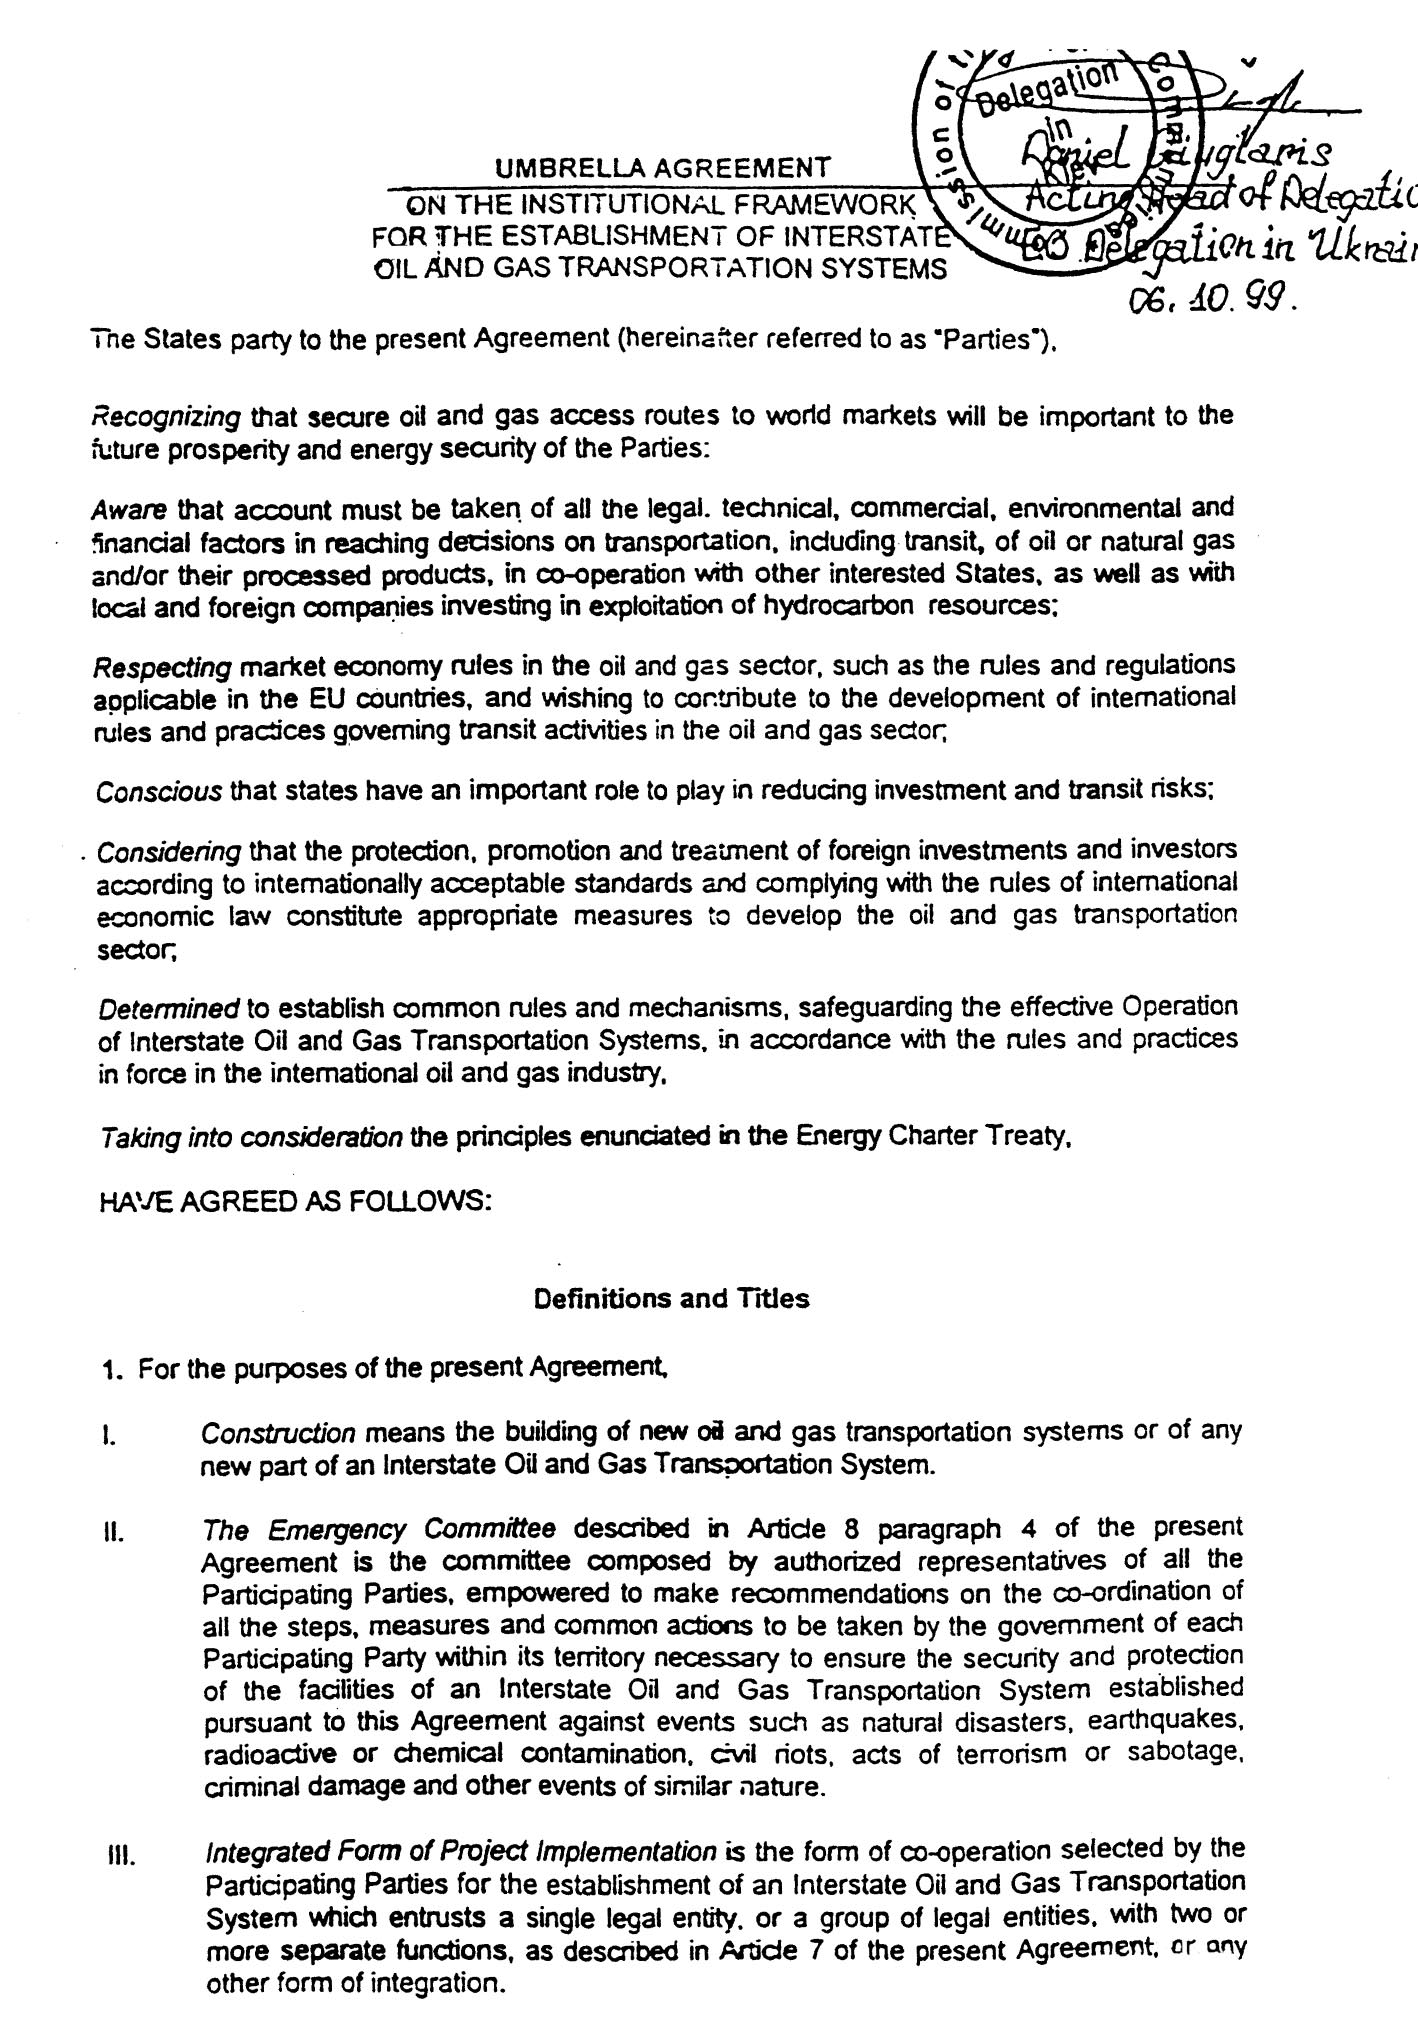 Commission of the
Communities
Delegation
in
Kiev
Daniel
Acting Head of Delegatio
EC Delegation in Ukrai
06. 10. 99.
UMBRELLA AGREEMENT
ON THE INSTITUTIONAL FRAMEWORK
FOR THE ESTABLISHMENT OF INTERSTATE
OIL AND GAS TRANSPORTATION SYSTEMS
The States party to the present Agreement (hereinafter referred to as "Parties"),
Recognizing that secure oil and gas access routes to world markets will be important to the
future prosperity and energy security of the Parties:
Aware that account must be taken of all the legal. technical, commercial, environmental and
financial factors in reaching decisions on transportation, including transit, of oil or natural gas
and/or their processed products, in co-operation with other interested States, as well as with
local and foreign companies investing in exploitation of hydrocarbon resources;
Respecting market economy rules in the oil and gas sector, such as the rules and regulations
applicable in the EU countries, and wishing to contribute to the development of international
rules and practices governing transit activities in the oil and gas sector;
Conscious that states have an important role to play in reducing investment and transit risks;
Considering that the protection, promotion and treatment of foreign investments and investors
according to internationally acceptable standards and complying with the rules of international
economic law constitute appropriate measures to develop the oil and gas transportation
sector;
Determined to establish common rules and mechanisms, safeguarding the effective Operation
of Interstate Oil and Gas Transportation Systems, in accordance with the rules and practices
in force in the international oil and gas industry,
Taking into consideration the principles enunciated in the Energy Charter Treaty,
HAVE AGREED AS FOLLOWS:
Definitions and Titles
1. For the purposes of the present Agreement,
I. Construction means the building of new oil and gas transportation systems or of any
new part of an Interstate Oil and Gas Transportation System.
II. The Emergency Committee described in Article 8 paragraph 4 of the present
Agreement is the committee composed by authorized representatives of all the
Participating Parties, empowered to make recommendations on the co-ordination of
all the steps, measures and common actions to be taken by the government of each
Participating Party within its territory necessary to ensure the security and protection
of the facilities of an Interstate Oil and Gas Transportation System established
pursuant to this Agreement against events such as natural disasters, earthquakes,
radioactive or chemical contamination, civil riots, acts of terrorism or sabotage,
criminal damage and other events of similar nature.
III. Integrated Form of Project Implementation is the form of co-operation selected by the
Participating Parties for the establishment of an Interstate Oil and Gas Transportation
System which entrusts a single legal entity, or a group of legal entities, with two or
more separate functions, as described in Article 7 of the present Agreement, or any
other form of integration.